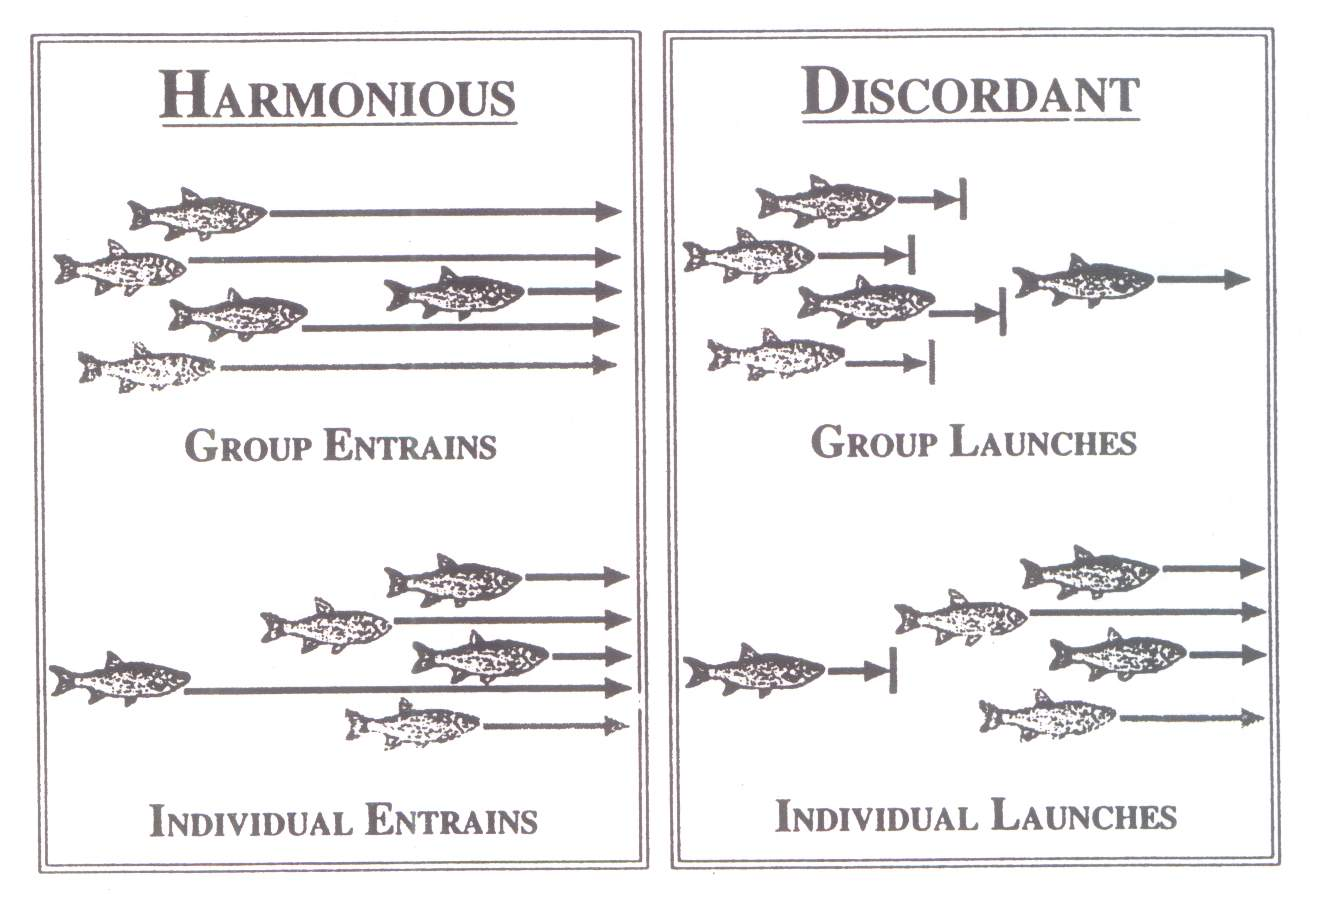 HARMONIOUS
GROUP ENTRAINS
INDIVIDUAL ENTRAINS
DISCORDANT
GROUP LAUNCHES
INDIVIDUAL LAUNCHES